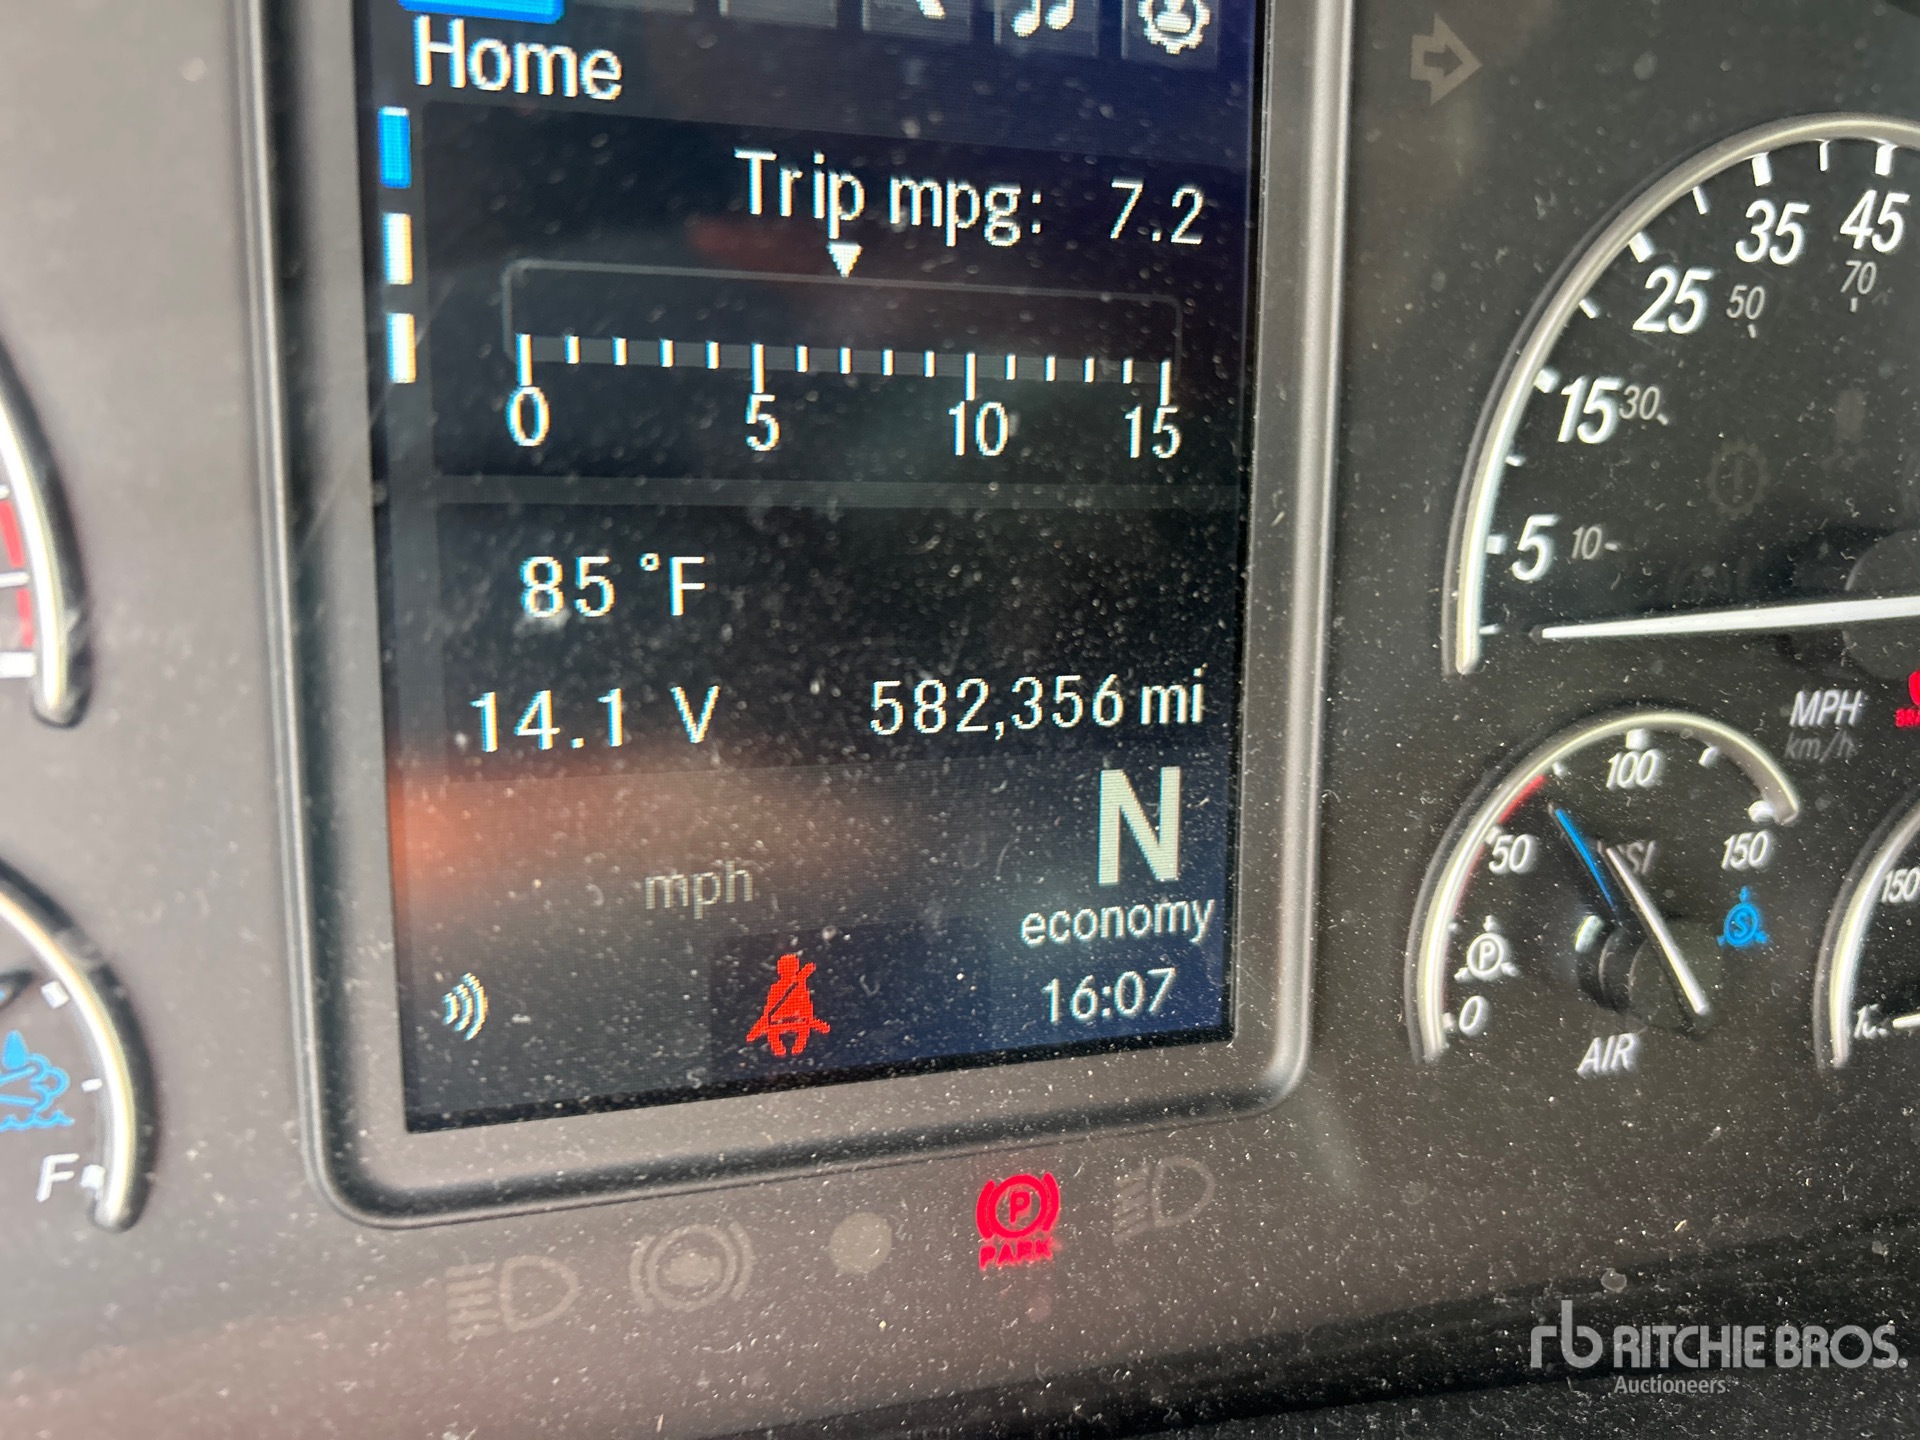 Home
Trip mpg: 7.2
0 5 10 15
85 °F
14.1 V 582,356 mi
N
mph
economy
16:07
P
PARK
F
5 15 25 35 45
10 30 50 70
MPH
km/h
0 50 100 150
P
S
AIR
150
rb RITCHIE BROS.
Auctioneers